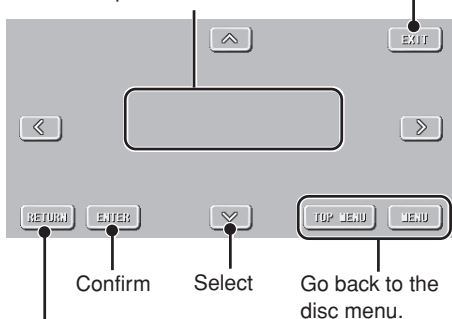 EXIT
RETURN ENTER TOP MENU MENU
Confirm Select Go back to the
disc menu.